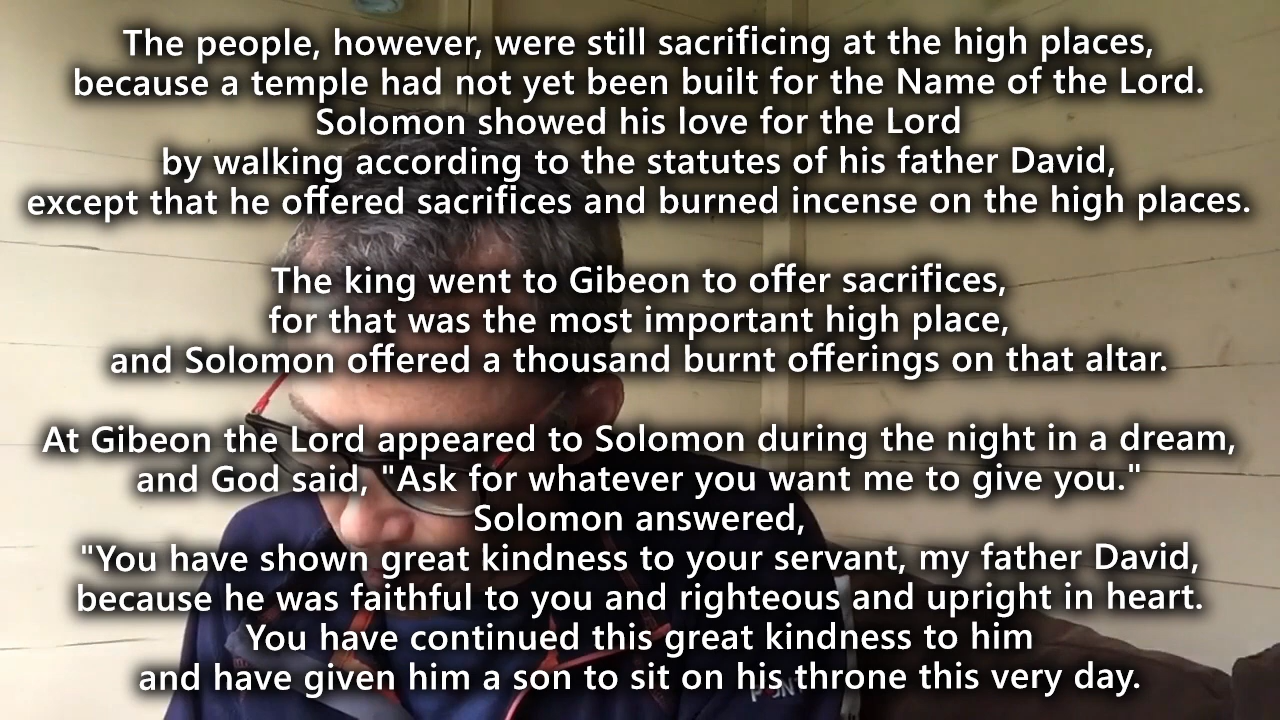 The people, however, were still sacrificing at the high places,
because a temple had not yet been built for the Name of the Lord.
Solomon showed his love for the Lord
by walking according to the statutes of his father David,
except that he offered sacrifices and burned incense on the high places.
The king went to Gibeon to offer sacrifices,
for that was the most important high place,
and Solomon offered a thousand burnt offerings on that altar.
At Gibeon the Lord appeared to Solomon during the night in a dream,
and God said, "Ask for whatever you want me to give you."
Solomon answered,
"You have shown great kindness to your servant, my father David,
because he was faithful to you and righteous and upright in heart.
You have continued this great kindness to him
and have given him a son to sit on his throne this very day.